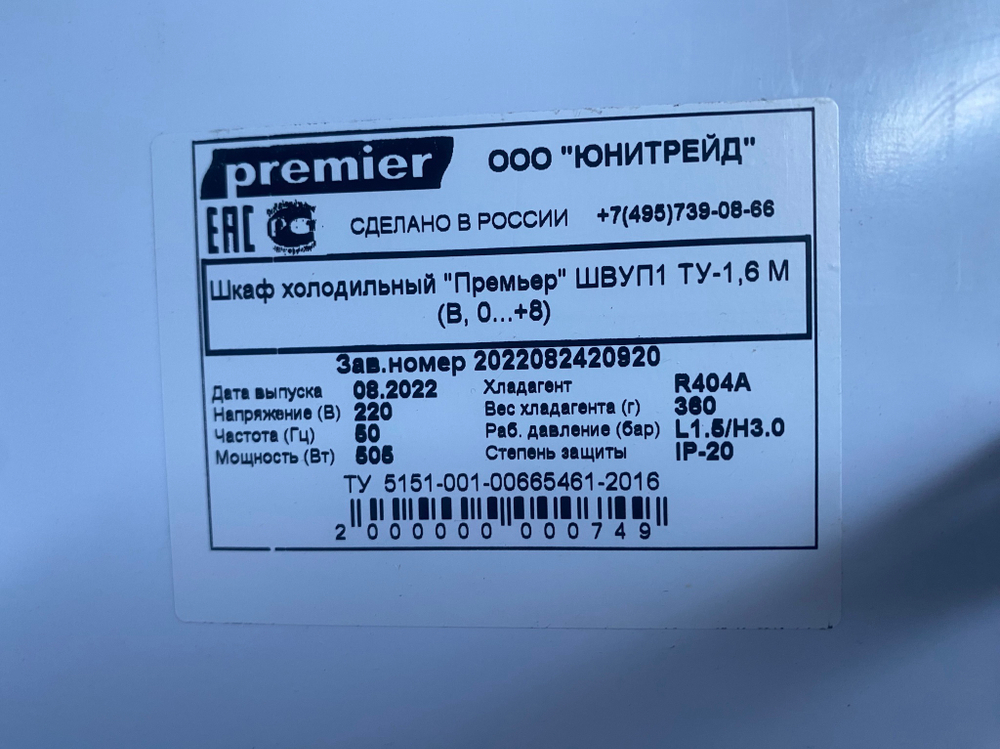 premier ООО "ЮНИТРЕЙД"
ЕАС РСТ СДЕЛАНО В РОССИИ +7(495)739-08-66
Шкаф холодильный "Премьер" ШВУП1 ТУ-1,6 М
(В, 0...+8)
Зав.номер 2022082420920
Дата выпуска 08.2022 Хладагент R404A
Напряжение (В) 220 Вес хладагента (г) 360
Частота (Гц) 50 Раб. давление (бар) L1.5/H3.0
Мощность (Вт) 505 Степень защиты IP-20
ТУ 5151-001-00665461-2016
2 000000 000749